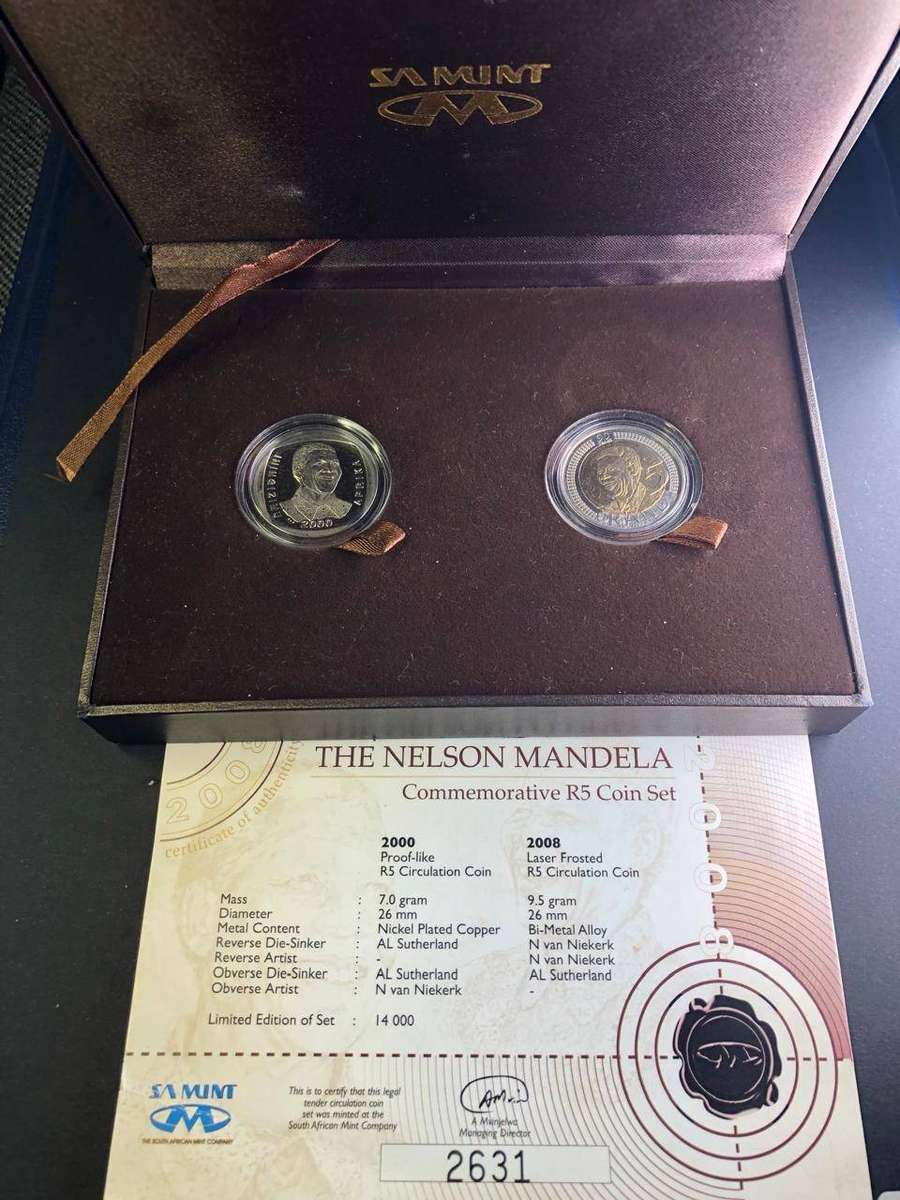 SA MINT
ININGIZIMU
AFRIKA
2000
2008
certificate of authenticity
THE NELSON MANDELA
Commemorative R5 Coin Set
2000 2008
Proof-like Laser Frosted
R5 Circulation Coin R5 Circulation Coin
Mass : 7.0 gram 9.5 gram
Diameter : 26 mm 26 mm
Metal Content : Nickel Plated Copper Bi-Metal Alloy
Reverse Die-Sinker : AL Sutherland N van Niekerk
Reverse Artist : - N van Niekerk
Obverse Die-Sinker : AL Sutherland AL Sutherland
Obverse Artist : N van Niekerk -
Limited Edition of Set : 14 000
2008
SA MINT
THE SOUTH AFRICAN MINT COMPANY
This is to certify that this legal
tender circulation coin
set was minted at the
South African Mint Company
A Mvinjelwa
Managing Director
2631